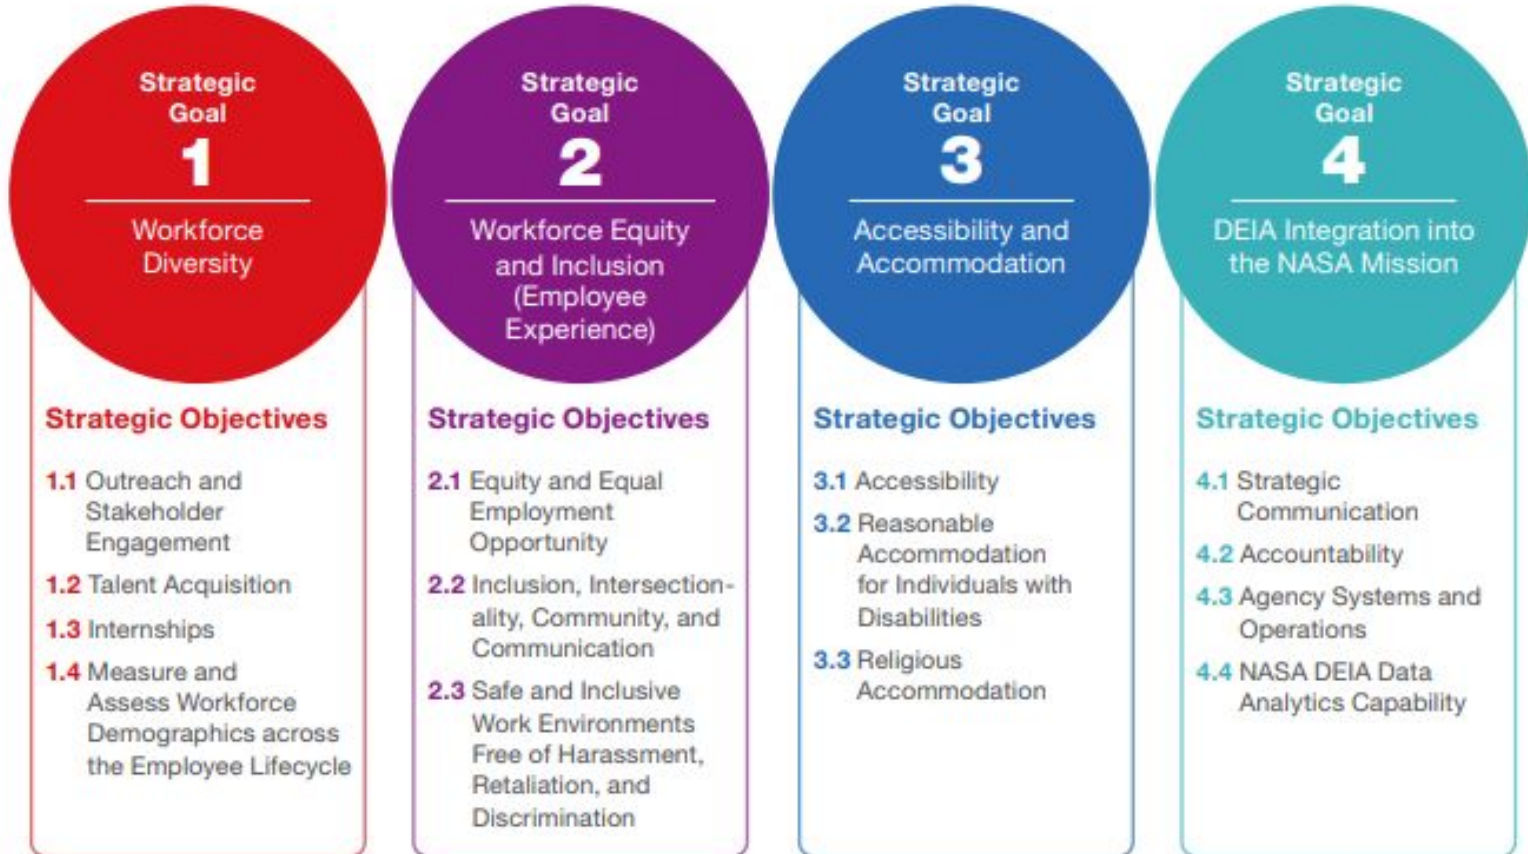 Strategic
Goal
1
Workforce
Diversity
Strategic Objectives
1.1 Outreach and
Stakeholder
Engagement
1.2 Talent Acquisition
1.3 Internships
1.4 Measure and
Assess Workforce
Demographics across
the Employee Lifecycle
Strategic
Goal
2
Workforce Equity
and Inclusion
(Employee
Experience)
Strategic Objectives
2.1 Equity and Equal
Employment
Opportunity
2.2 Inclusion, Intersection-
ality, Community, and
Communication
2.3 Safe and Inclusive
Work Environments
Free of Harassment,
Retaliation, and
Discrimination
Strategic
Goal
3
Accessibility and
Accommodation
Strategic Objectives
3.1 Accessibility
3.2 Reasonable
Accommodation
for Individuals with
Disabilities
3.3 Religious
Accommodation
Strategic
Goal
4
DEIA Integration into
the NASA Mission
Strategic Objectives
4.1 Strategic
Communication
4.2 Accountability
4.3 Agency Systems and
Operations
4.4 NASA DEIA Data
Analytics Capability